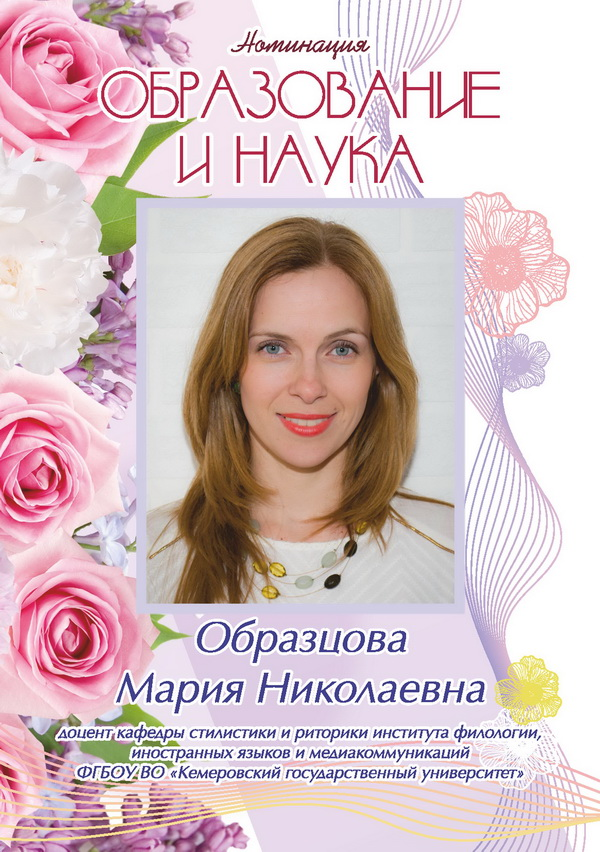 Номинация
ОБРАЗОВАНИЕ
И НАУКА
Образцова
Мария Николаевна
доцент кафедры стилистики и риторики института филологии,
иностранных языков и медиакоммуникаций
ФГБОУ ВО «Кемеровский государственный университет»